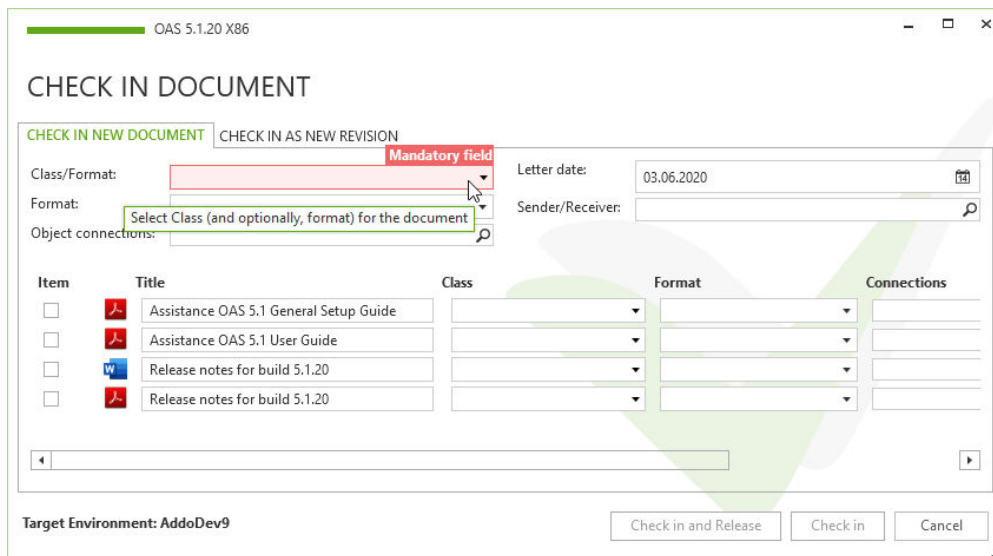 OAS 5.1.20 X86
CHECK IN DOCUMENT
CHECK IN NEW DOCUMENT CHECK IN AS NEW REVISION
Mandatory field
Class/Format: Letter date: 03.06.2020 14
Format: Sender/Receiver:
Select Class (and optionally, format) for the document
Object connections:
Item Title Class Format Connections
Assistance OAS 5.1 General Setup Guide
Assistance OAS 5.1 User Guide
W Release notes for build 5.1.20
Release notes for build 5.1.20
Target Environment: AddoDev9 Check in and Release Check in Cancel